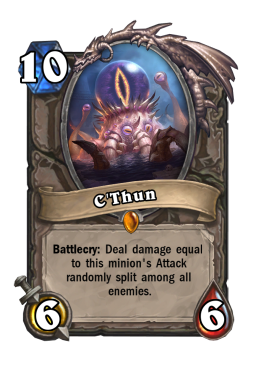 10
C'Thun
Battlecry: Deal damage equal
to this minion's Attack
randomly split among all
enemies.
6 6